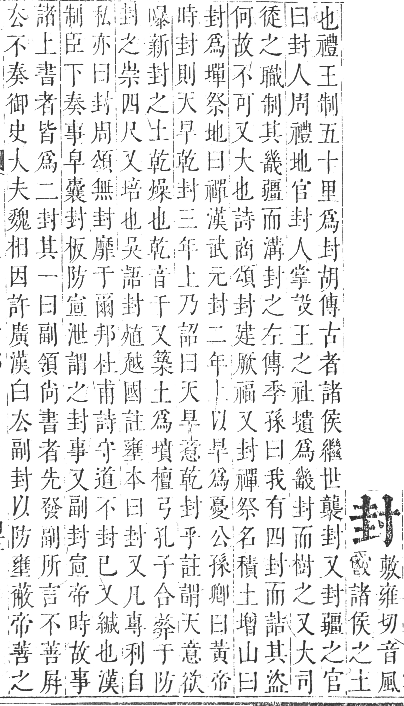 封敷雍切音風諸侯之土
也禮王制五十里爲封胡傳古者諸侯繼世襲封又封疆之官
曰封人周禮地官封人掌設王之社壝爲畿封而樹之又大司
徒之職制其畿疆而溝封之左傳季孫曰我有四封而詰其盜
何故不可又大也詩商頌封建厥福又封禪祭名積土增山曰
封爲墠祭地曰禪漢武元封二年上以旱爲憂公孫卿曰黃帝
時封則天旱乾封三年上乃詔曰天旱意乾封乎註謂天意欲
曝新封之土乾燥也乾音干又築土爲墳檀弓孔子合葬于防
封之崇四尺又培也吳語封殖越國註壅本曰封又凡專利自
私亦曰封周頌無封靡于爾邦杜甫詩守道不封己又緘也漢
制臣下奏事皁囊封板防宣泄謂之封事又副封宣帝時故事
諸上書者皆爲二封其一曰副領尚書者先發副所言不善屛
去不奏御史大夫魏相因許廣漢白去副封以防壅蔽帝善之